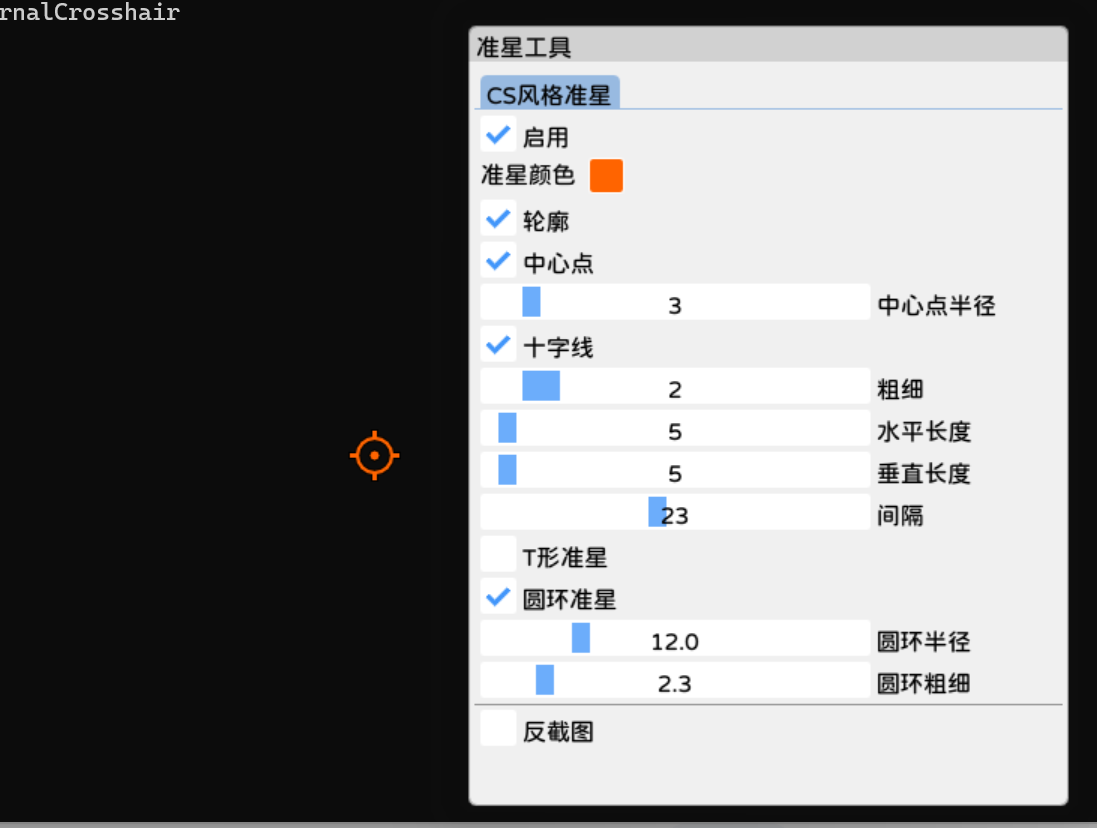 rnalCrosshair
准星工具
CS风格准星
启用
准星颜色
轮廓
中心点
3 中心点半径
十字线
2 粗细
5 水平长度
5 垂直长度
23 间隔
T形准星
圆环准星
12.0 圆环半径
2.3 圆环粗细
反截图